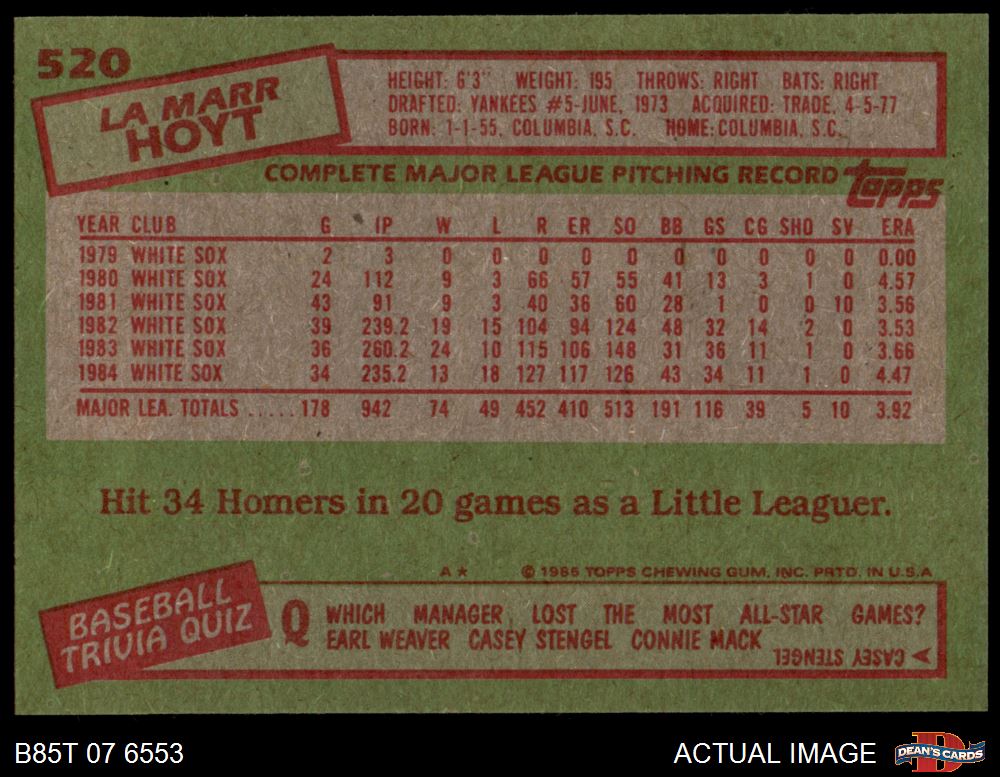 520
LA MARR
HOYT
HEIGHT: 6'3" WEIGHT: 195 THROWS: RIGHT BATS: RIGHT
DRAFTED: YANKEES #5-JUNE, 1973 ACQUIRED: TRADE, 4-5-77
BORN: 1-1-55, COLUMBIA, S.C. HOME: COLUMBIA, S.C.
COMPLETE MAJOR LEAGUE PITCHING RECORD topps
YEAR CLUB G IP W L R ER SO BB GS CG SHO SV ERA
1979 WHITE SOX 2 3 0 0 0 0 0 0 0 0 0 0 0.00
1980 WHITE SOX 24 112 9 3 66 57 55 41 13 3 1 0 4.57
1981 WHITE SOX 43 91 9 3 40 36 60 28 1 0 0 10 3.56
1982 WHITE SOX 39 239.2 19 15 104 94 124 48 32 14 2 0 3.53
1983 WHITE SOX 36 260.2 24 10 115 106 148 31 36 11 1 0 3.66
1984 WHITE SOX 34 235.2 13 18 127 117 126 43 34 11 1 0 4.47
MAJOR LEA. TOTALS ..... 178 942 74 49 452 410 513 191 116 39 5 10 3.92
Hit 34 Homers in 20 games as a Little Leaguer.
A* © 1985 TOPPS CHEWING GUM, INC. PRTD. IN U.S.A
BASEBALL
TRIVIA QUIZ
Q WHICH MANAGER LOST THE MOST ALL-STAR GAMES?
EARL WEAVER CASEY STENGEL CONNIE MACK
CASEY STENGEL
B85T 07 6553
ACTUAL IMAGE
DEAN'S CARDS